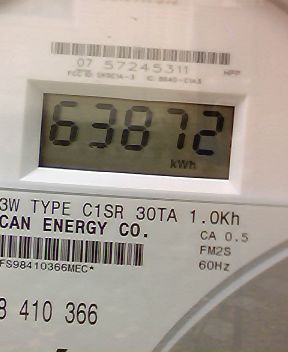 07 57245311
63872
kWh
3W TYPE C1SR 30TA 1.0Kh
CAN ENERGY CO.
CA 0.5
FM2S
60Hz
FS98410366MEC*
8 410 366